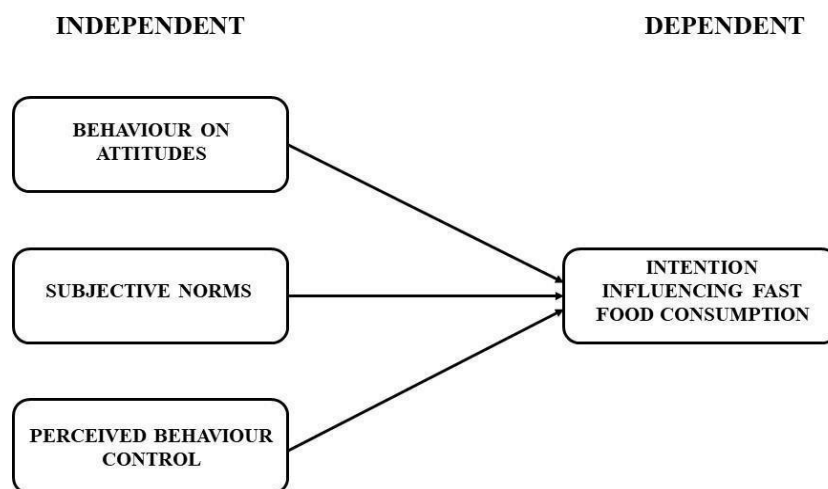 INDEPENDENT
DEPENDENT
BEHAVIOUR ON
ATTITUDES
SUBJECTIVE NORMS
INTENTION
INFLUENCING FAST
FOOD CONSUMPTION
PERCEIVED BEHAVIOUR
CONTROL